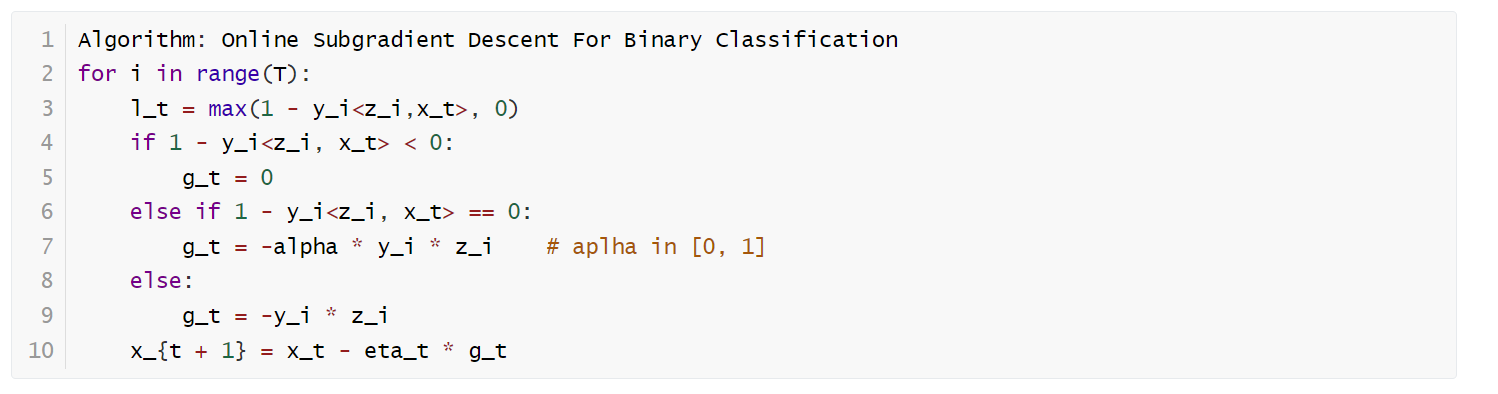 1 Algorithm: Online Subgradient Descent For Binary Classification
2 for i in range(T):
3 l_t = max(1 - y_i<z_i,x_t>, 0)
4 if 1 - y_i<z_i, x_t> < 0:
5 g_t = 0
6 else if 1 - y_i<z_i, x_t> == 0:
7 g_t = -alpha * y_i * z_i # aplha in [0, 1]
8 else:
9 g_t = -y_i * z_i
10 x_{t + 1} = x_t - eta_t * g_t